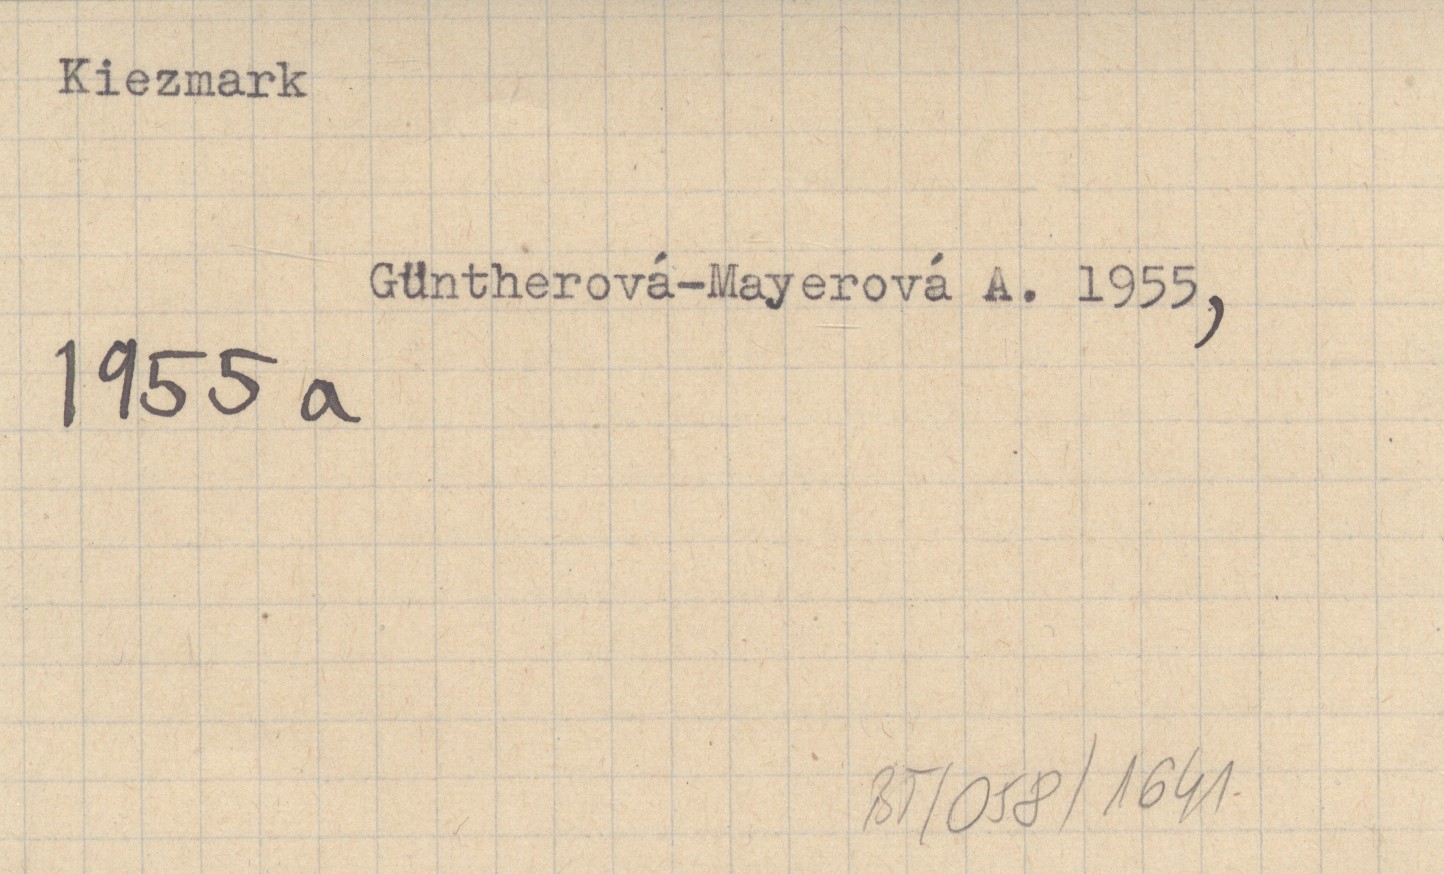 Kiezmark
Güntherová-Mayerová A. 1955,
1955 a
BT/058/1641